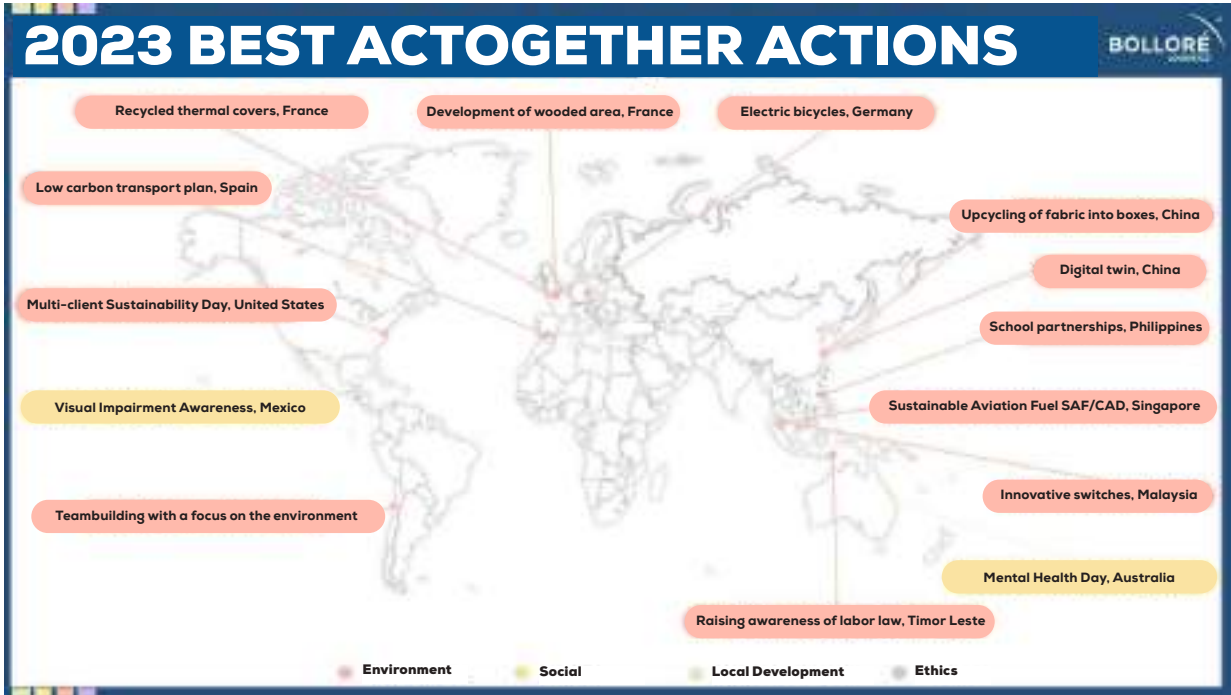 2023 BEST ACTOGETHER ACTIONS
BOLLORÉ
Recycled thermal covers, France
Development of wooded area, France
Electric bicycles, Germany
Low carbon transport plan, Spain
Upcycling of fabric into boxes, China
Digital twin, China
Multi-client Sustainability Day, United States
School partnerships, Philippines
Visual Impairment Awareness, Mexico
Sustainable Aviation Fuel SAF/CAD, Singapore
Innovative switches, Malaysia
Teambuilding with a focus on the environment
Mental Health Day, Australia
Raising awareness of labor law, Timor Leste
Environment
Social
Local Development
Ethics